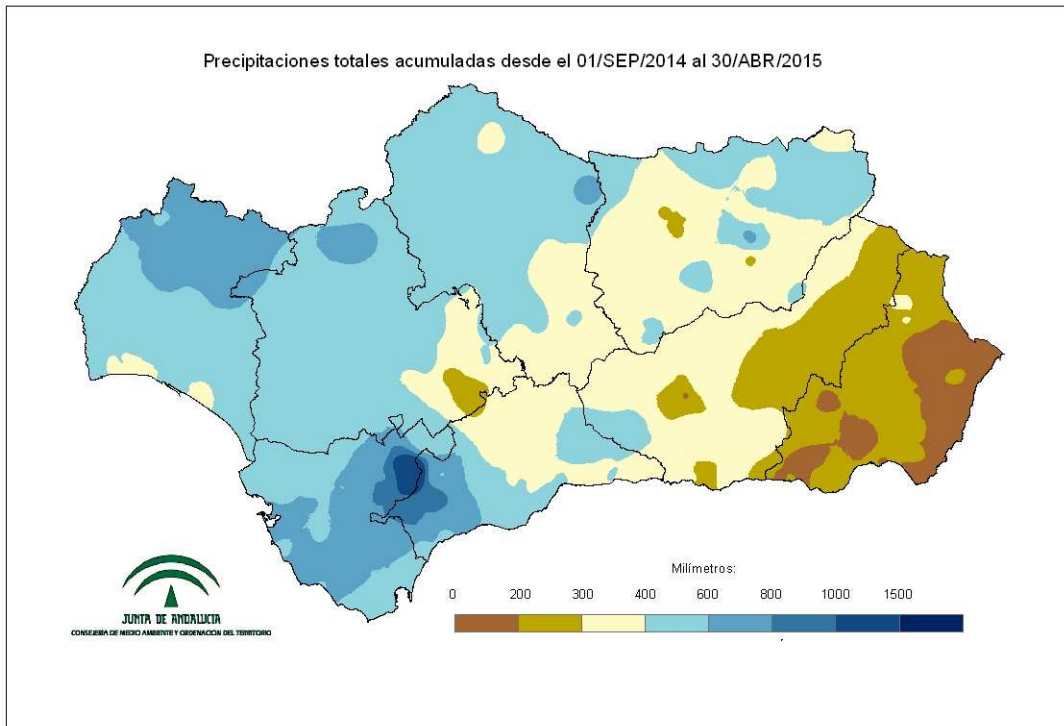 Precipitaciones totales acumuladas desde el 01/SEP/2014 al 30/ABR/2015
Milímetros:
0 200 300 400 600 800 1000 1500
JUNTA DE ANDALUCIA
CONSEJERIA DE MEDIO AMBIENTE Y ORDENACIÓN DEL TERRITORIO